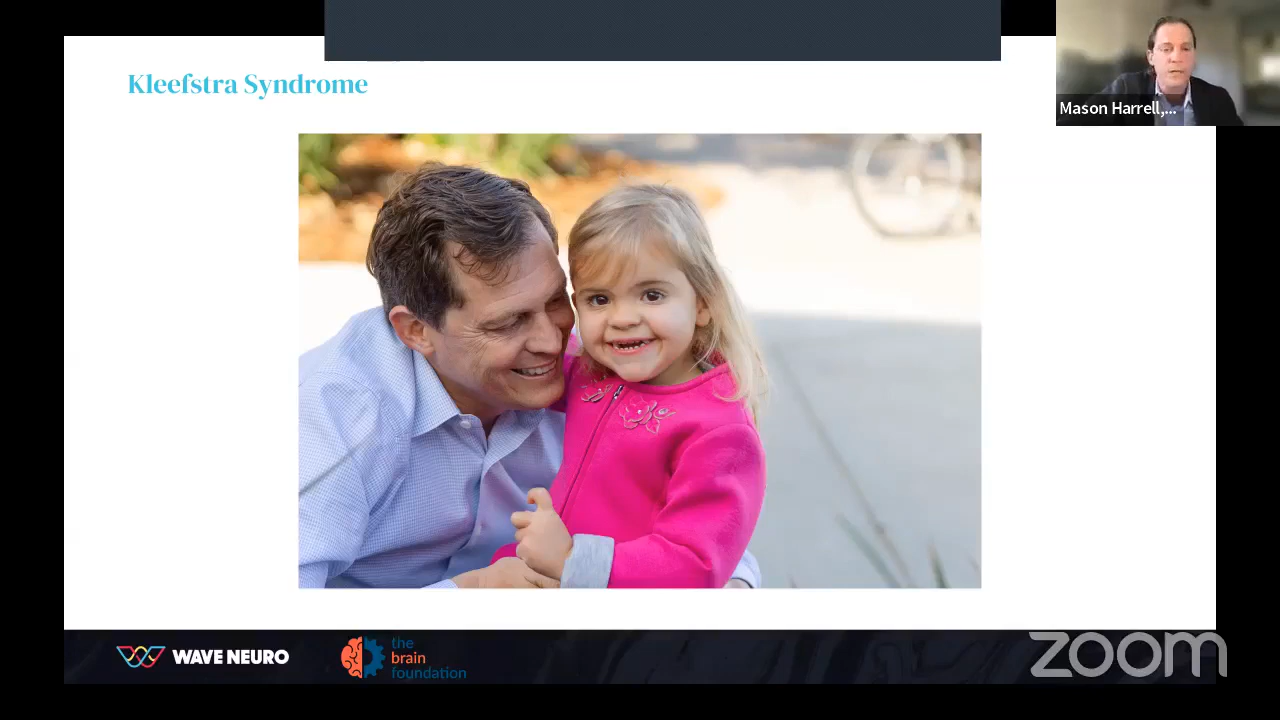 Kleefstra Syndrome
Mason Harrell,...
WAVE NEURO
the
brain
foundation
zoom